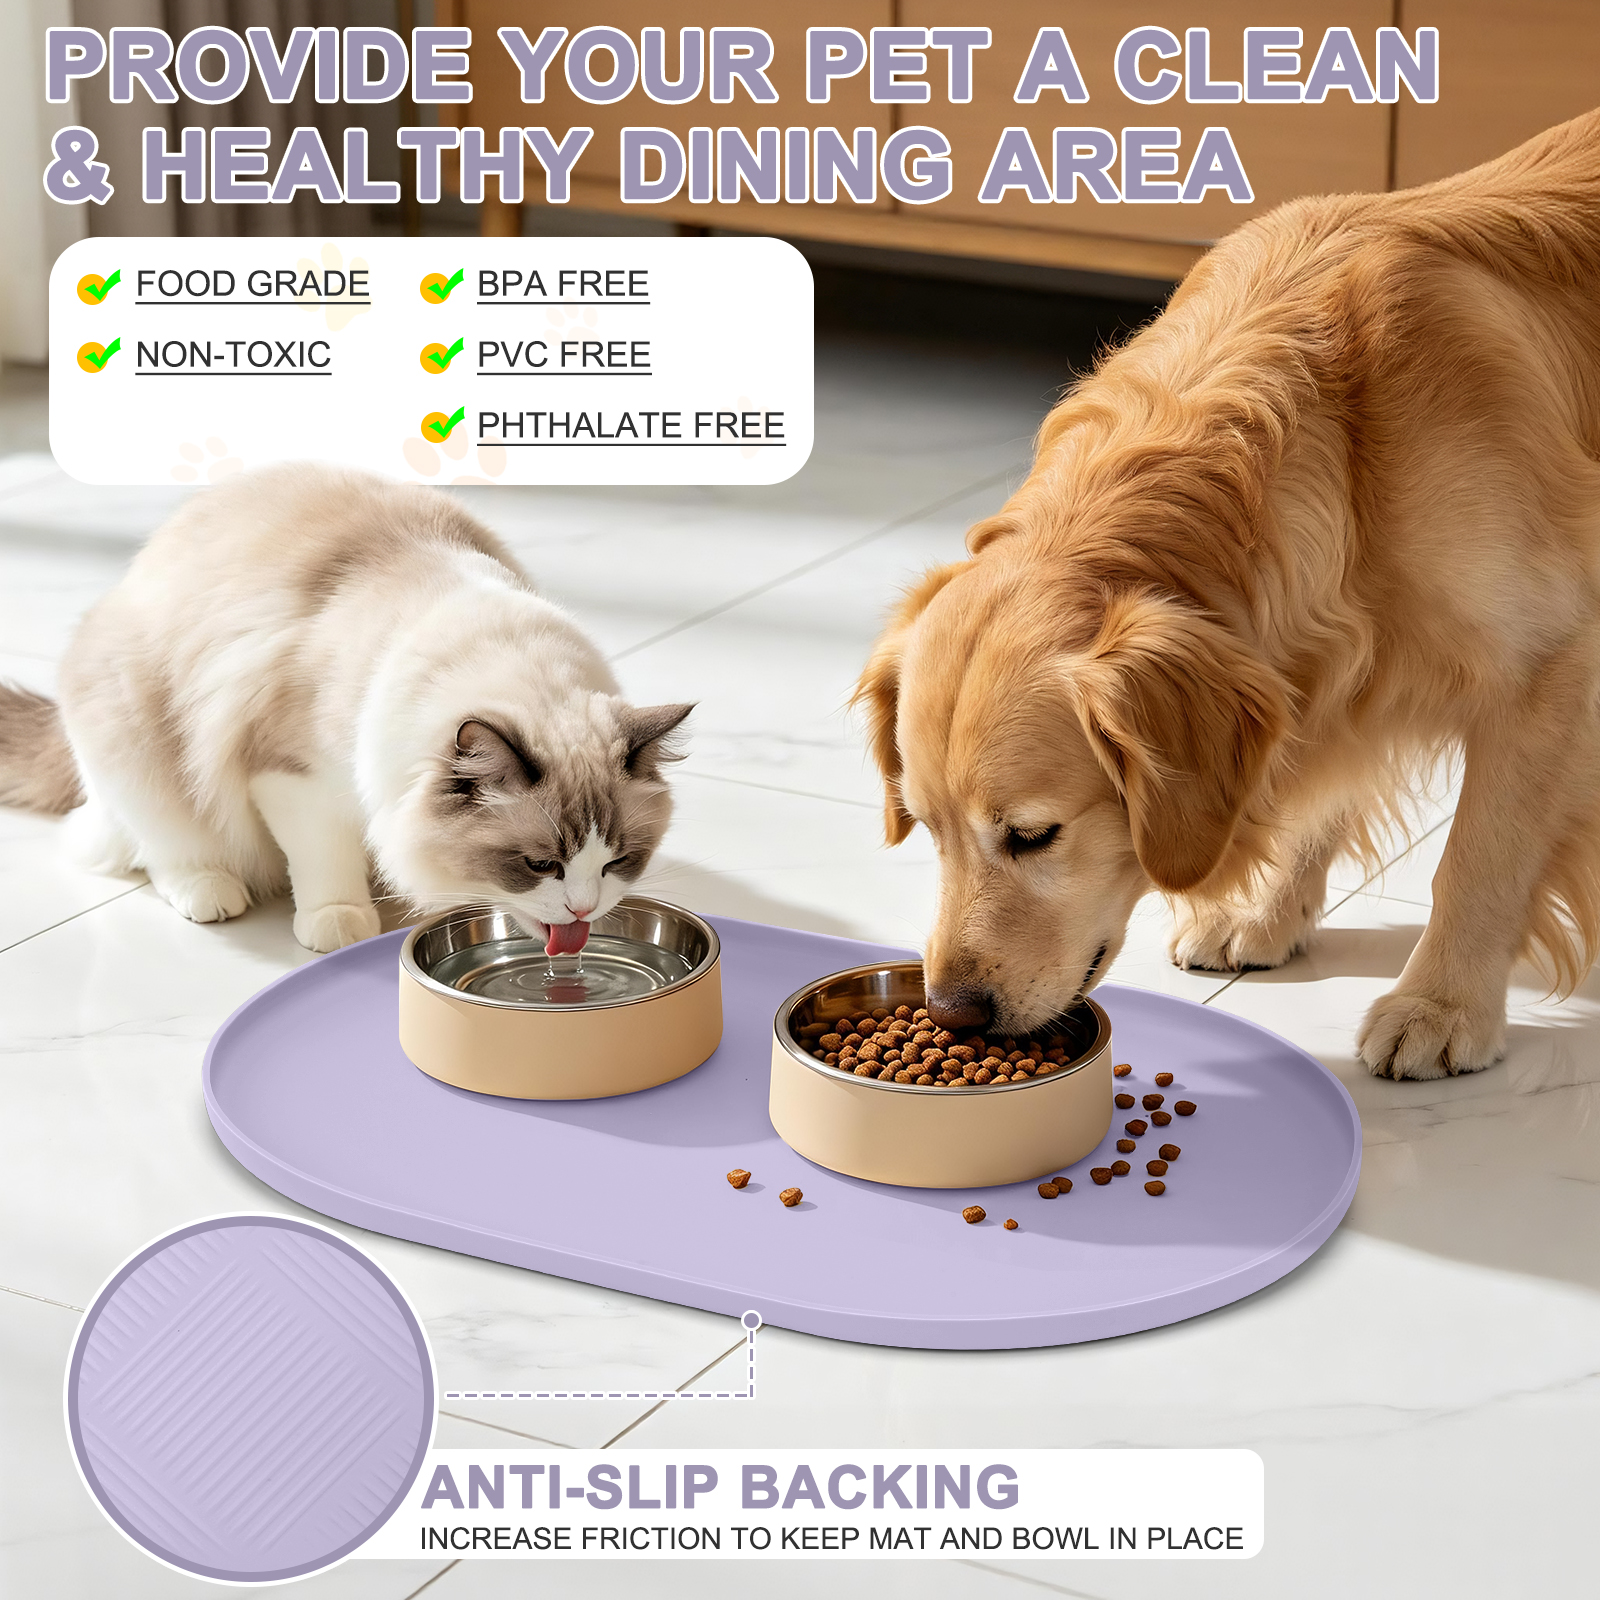 PROVIDE YOUR PET A CLEAN
& HEALTHY DINING AREA
FOOD GRADE
NON-TOXIC
BPA FREE
PVC FREE
PHTHALATE FREE
ANTI-SLIP BACKING
INCREASE FRICTION TO KEEP MAT AND BOWL IN PLACE